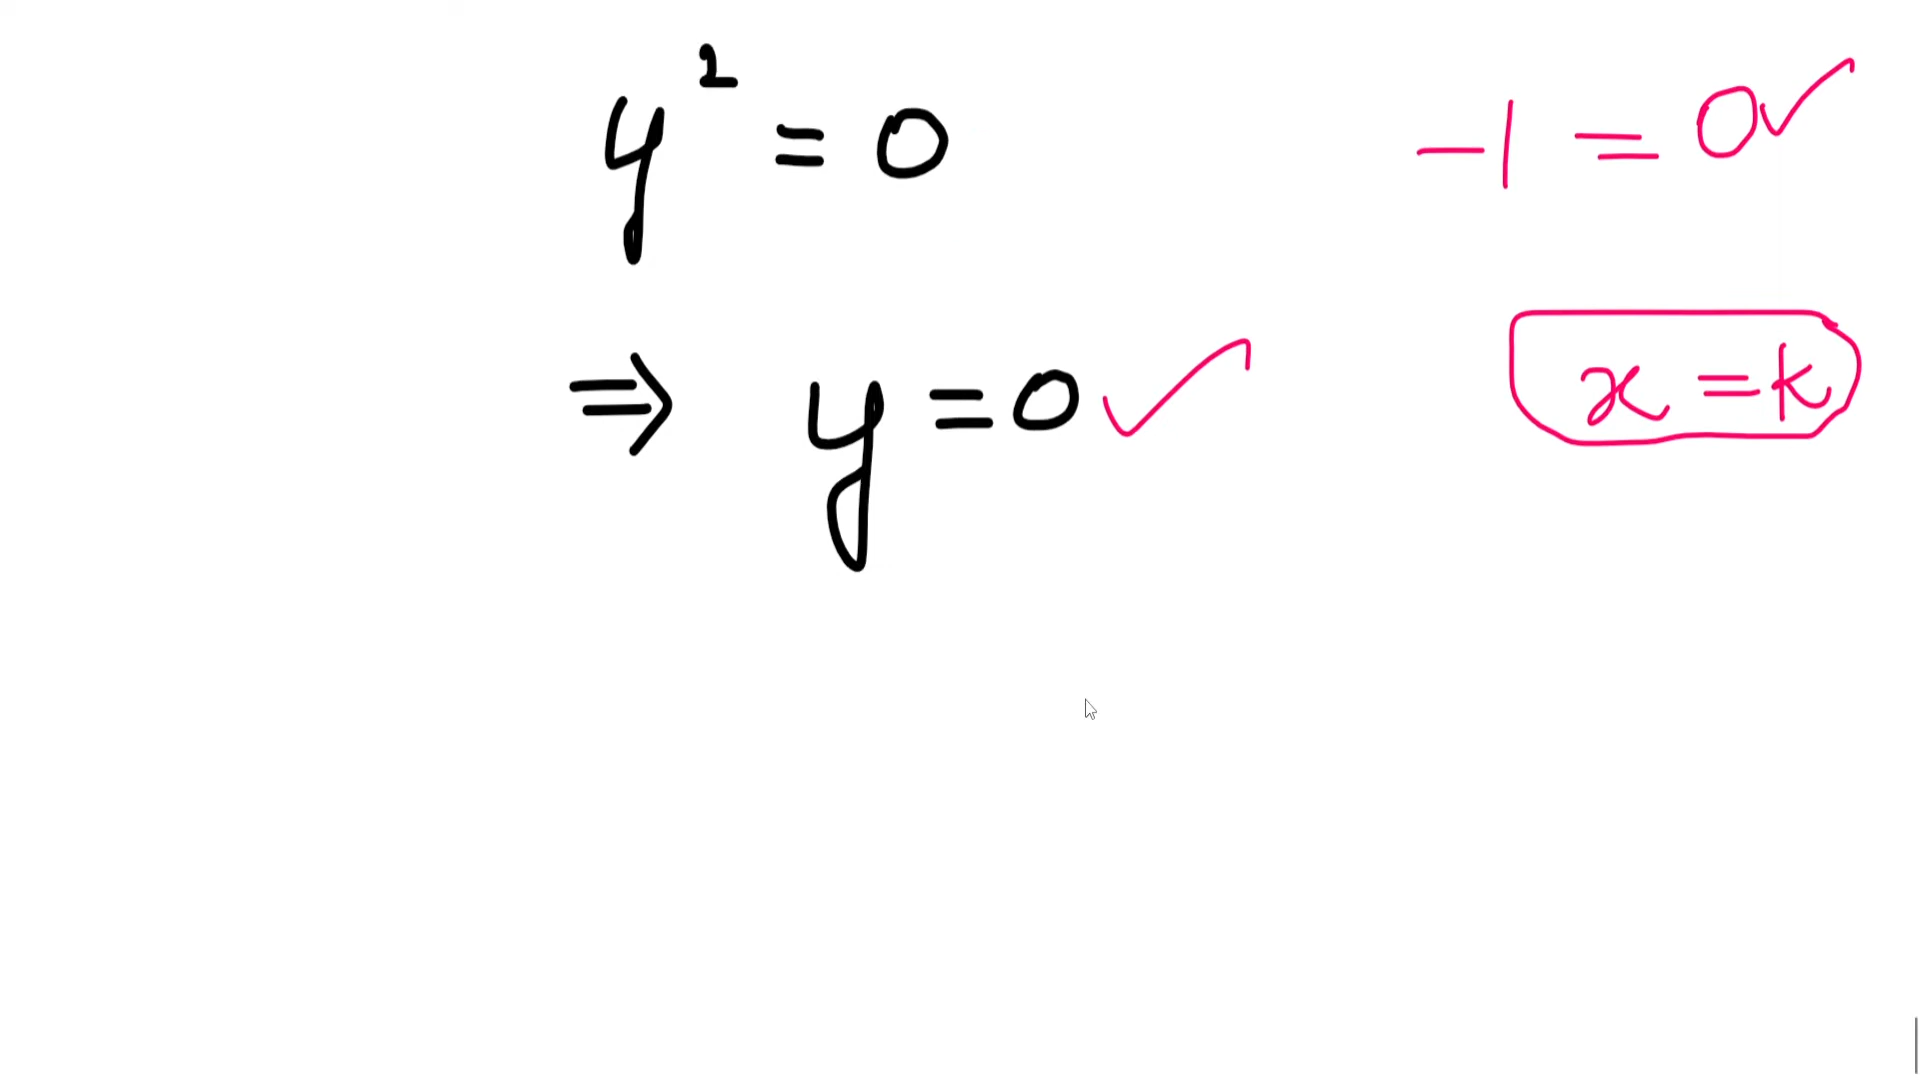 y² = 0
⇒ y = 0 ✓
-1 = 0 ✓
x = k